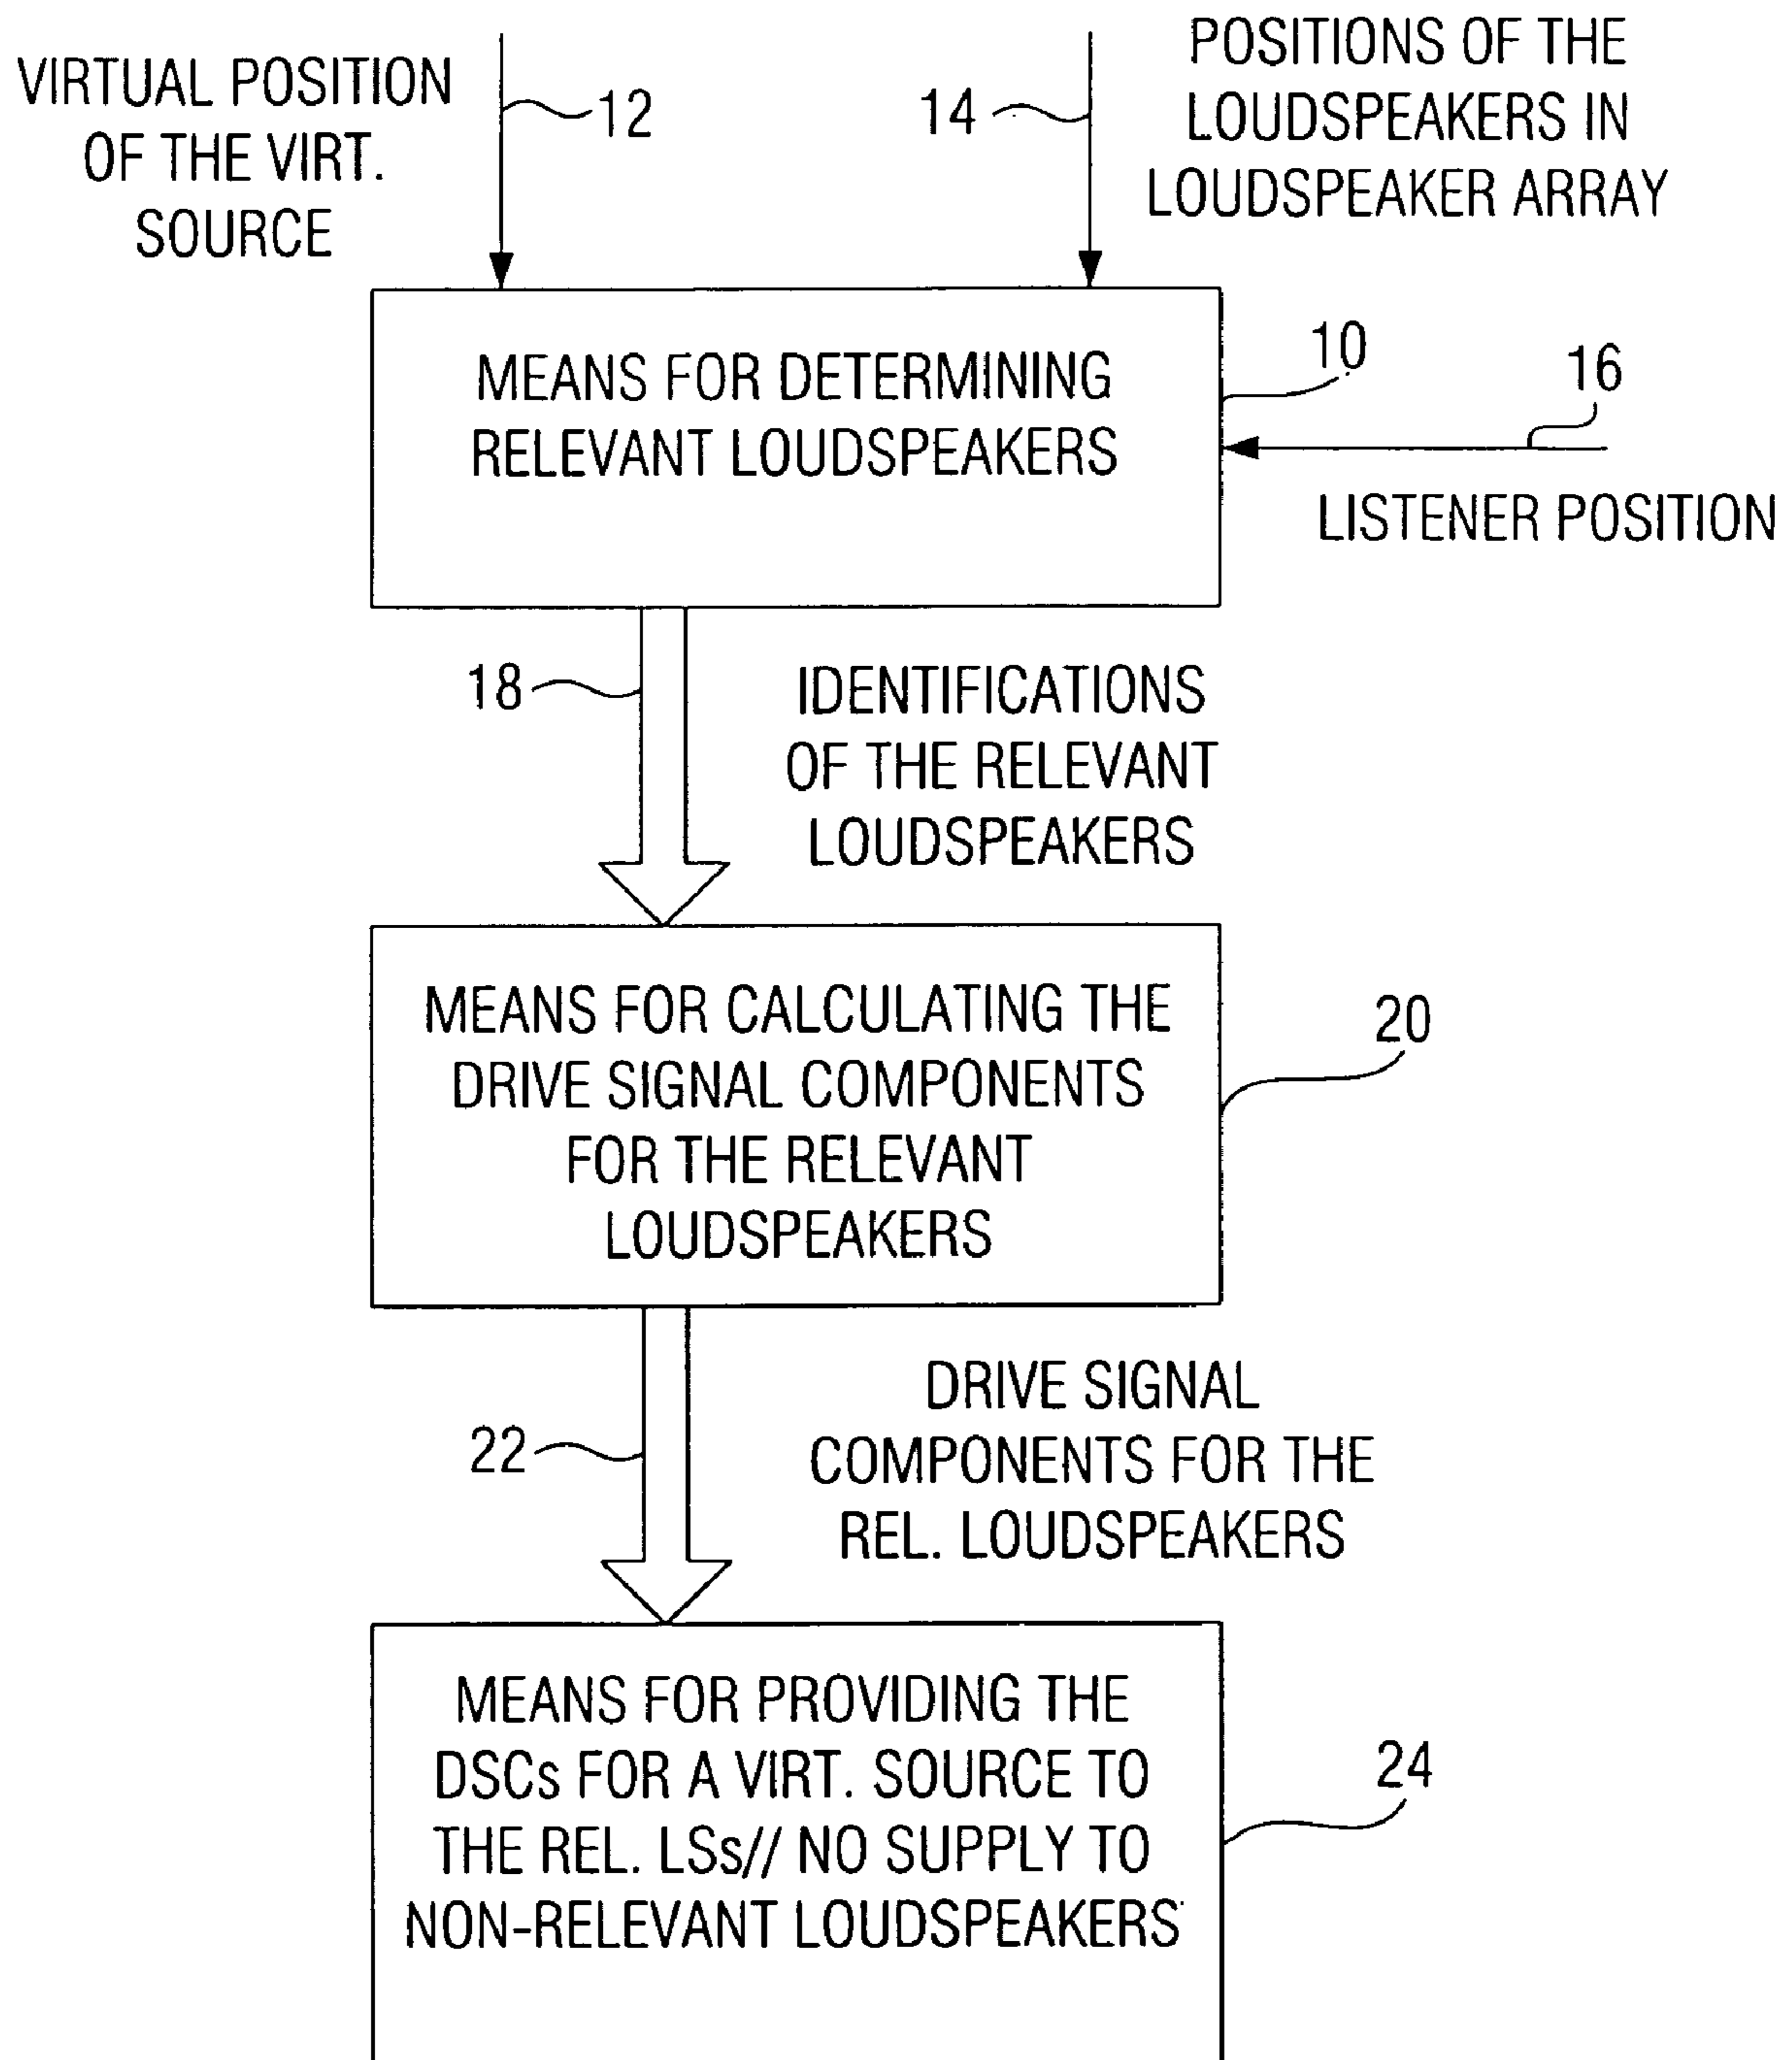 VIRTUAL POSITION
OF THE VIRT.
SOURCE
12
14
POSITIONS OF THE
LOUDSPEAKERS IN
LOUDSPEAKER ARRAY
MEANS FOR DETERMINING
RELEVANT LOUDSPEAKERS
10
16
LISTENER POSITION
18
IDENTIFICATIONS
OF THE RELEVANT
LOUDSPEAKERS
MEANS FOR CALCULATING THE
DRIVE SIGNAL COMPONENTS
FOR THE RELEVANT
LOUDSPEAKERS
20
22
DRIVE SIGNAL
COMPONENTS FOR THE
REL. LOUDSPEAKERS
MEANS FOR PROVIDING THE
DSCs FOR A VIRT. SOURCE TO
THE REL. LSs// NO SUPPLY TO
NON-RELEVANT LOUDSPEAKERS
24